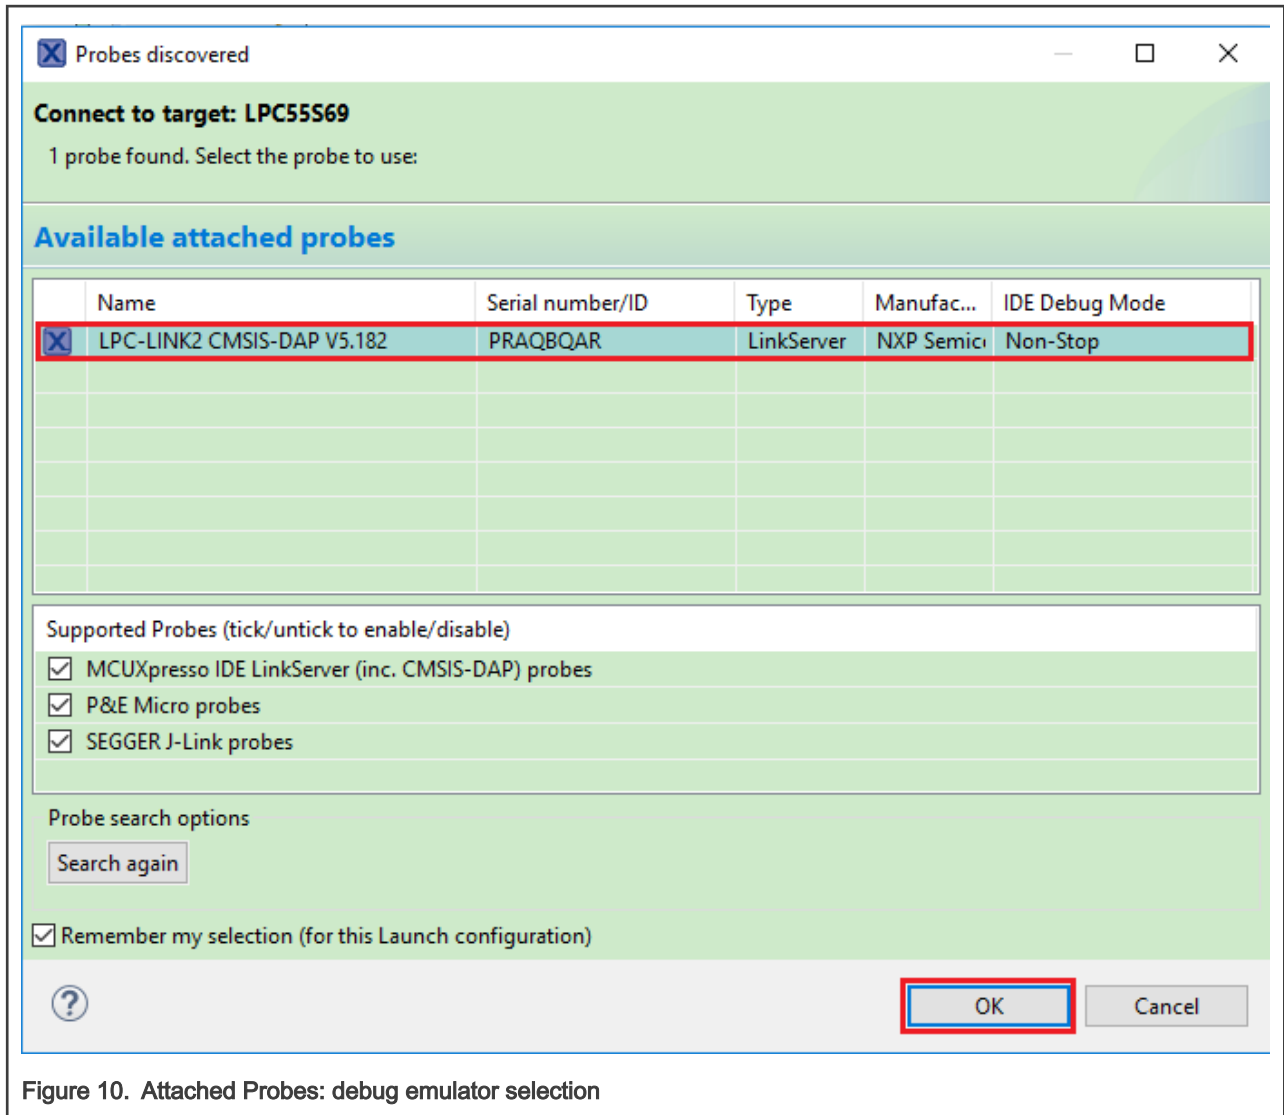 Probes discovered
Connect to target: LPC55S69
1 probe found. Select the probe to use:
Available attached probes
Name Serial number/ID Type Manufac... IDE Debug Mode
LPC-LINK2 CMSIS-DAP V5.182 PRAQBQAR LinkServer NXP Semic Non-Stop
Supported Probes (tick/untick to enable/disable)
MCUXpresso IDE LinkServer (inc. CMSIS-DAP) probes
P&E Micro probes
SEGGER J-Link probes
Probe search options
Search again
Remember my selection (for this Launch configuration)
? OK Cancel
Figure 10. Attached Probes: debug emulator selection